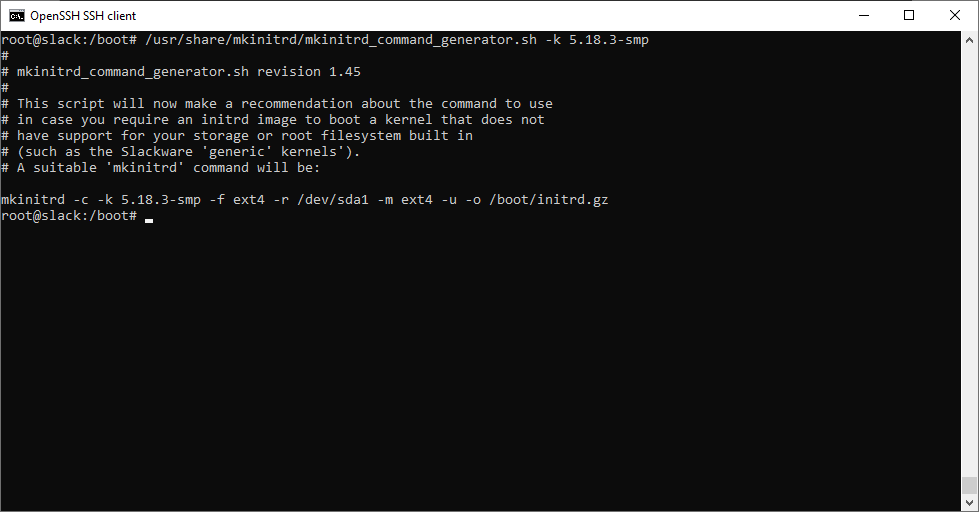 OpenSSH SSH client
root@slack:/boot# /usr/share/mkinitrd/mkinitrd_command_generator.sh -k 5.18.3-smp
#
# mkinitrd_command_generator.sh revision 1.45
#
# This script will now make a recommendation about the command to use
# in case you require an initrd image to boot a kernel that does not
# have support for your storage or root filesystem built in
# (such as the Slackware 'generic' kernels').
# A suitable 'mkinitrd' command will be:

mkinitrd -c -k 5.18.3-smp -f ext4 -r /dev/sda1 -m ext4 -u -o /boot/initrd.gz
root@slack:/boot#